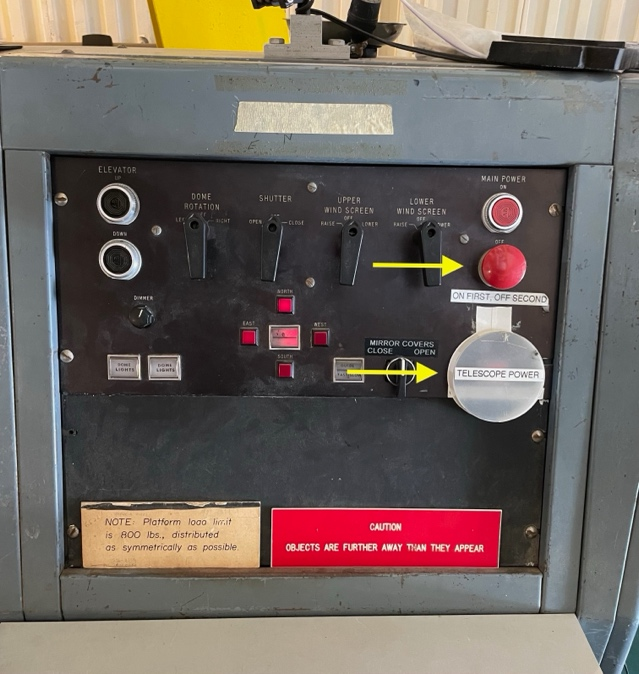 ELEVATOR
UP
DOWN
DOME
ROTATION
OFF
LEFT RIGHT
SHUTTER
OPEN CLOSE
UPPER
WIND SCREEN
OFF
RAISE LOWER
LOWER
WIND SCREEN
OFF
RAISE LOWER
MAIN POWER
ON
OFF
ON FIRST, OFF SECOND
DIMMER
NORTH
EAST
WEST
SOUTH
DOME
LIGHTS
DOME
LIGHTS
MIRROR COVERS
CLOSE OPEN
TELESCOPE POWER
NOTE: Platform load limit
is 800 lbs., distributed
as symmetrically as possible.
CAUTION
OBJECTS ARE FURTHER AWAY THAN THEY APPEAR